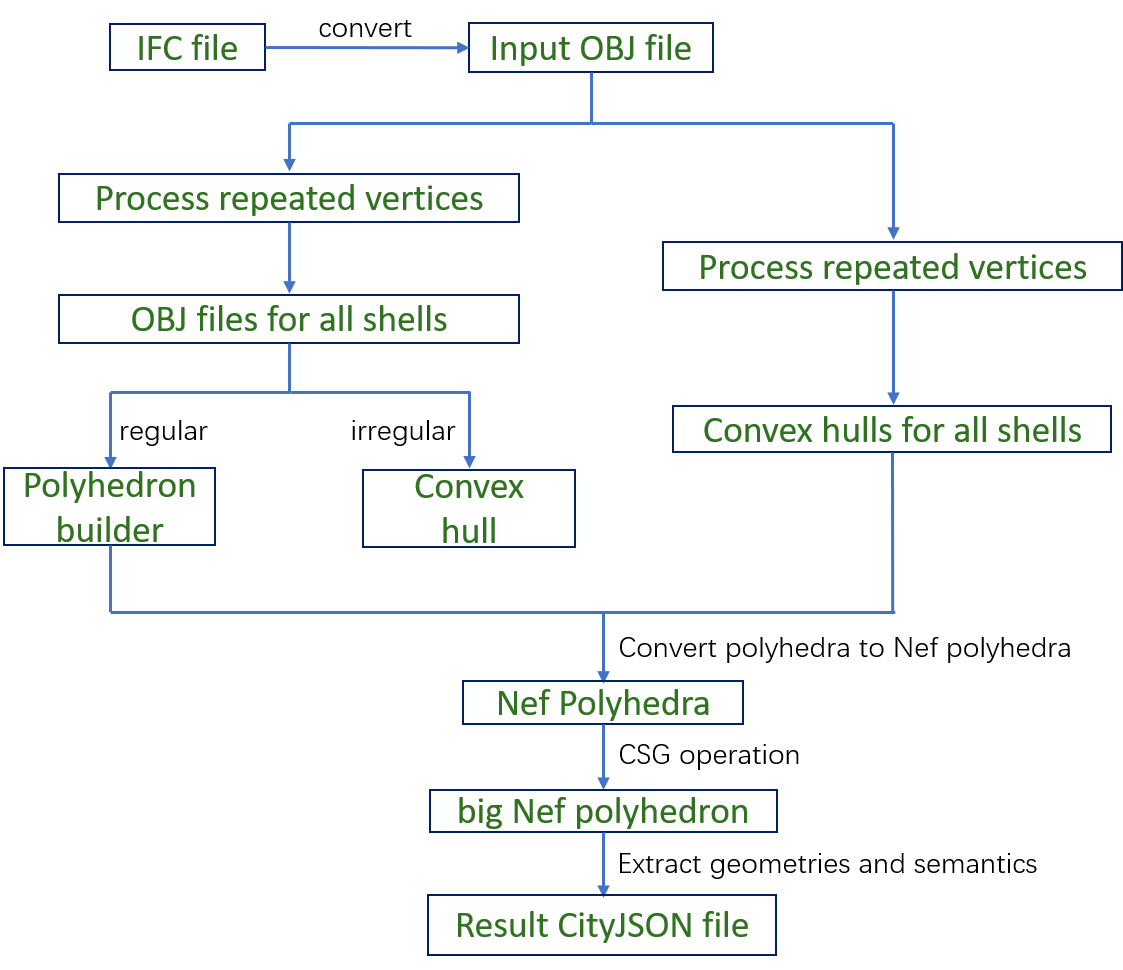 IFC file
convert
Input OBJ file
Process repeated vertices
Process repeated vertices
OBJ files for all shells
regular
irregular
Convex hulls for all shells
Polyhedron
builder
Convex
hull
Convert polyhedra to Nef polyhedra
Nef Polyhedra
CSG operation
big Nef polyhedron
Extract geometries and semantics
Result CityJSON file